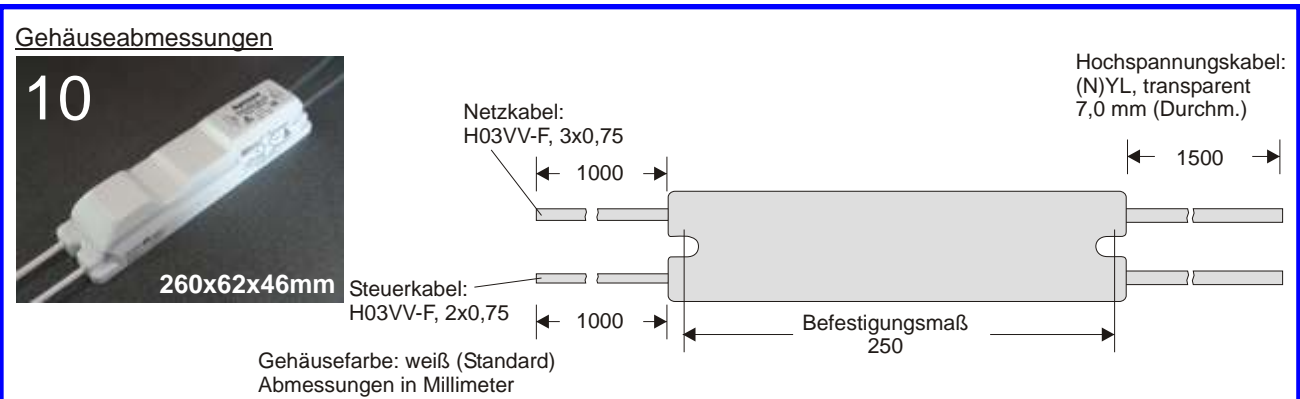 Gehäuseabmessungen
10
260x62x46mm
Netzkabel:
H03VV-F, 3x0,75
1000
Hochspannungskabel:
(N)YL, transparent
7,0 mm (Durchm.)
1500
Steuerkabel:
H03VV-F, 2x0,75
1000
Befestigungsmaß
250
Gehäusefarbe: weiß (Standard)
Abmessungen in Millimeter